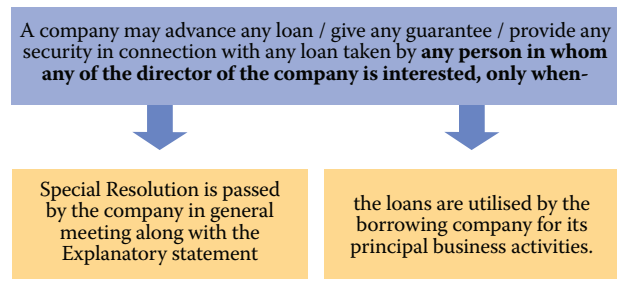 A company may advance any loan / give any guarantee / provide any
security in connection with any loan taken by any person in whom
any of the director of the company is interested, only when-
Special Resolution is passed
by the company in general
meeting along with the
Explanatory statement
the loans are utilised by the
borrowing company for its
principal business activities.